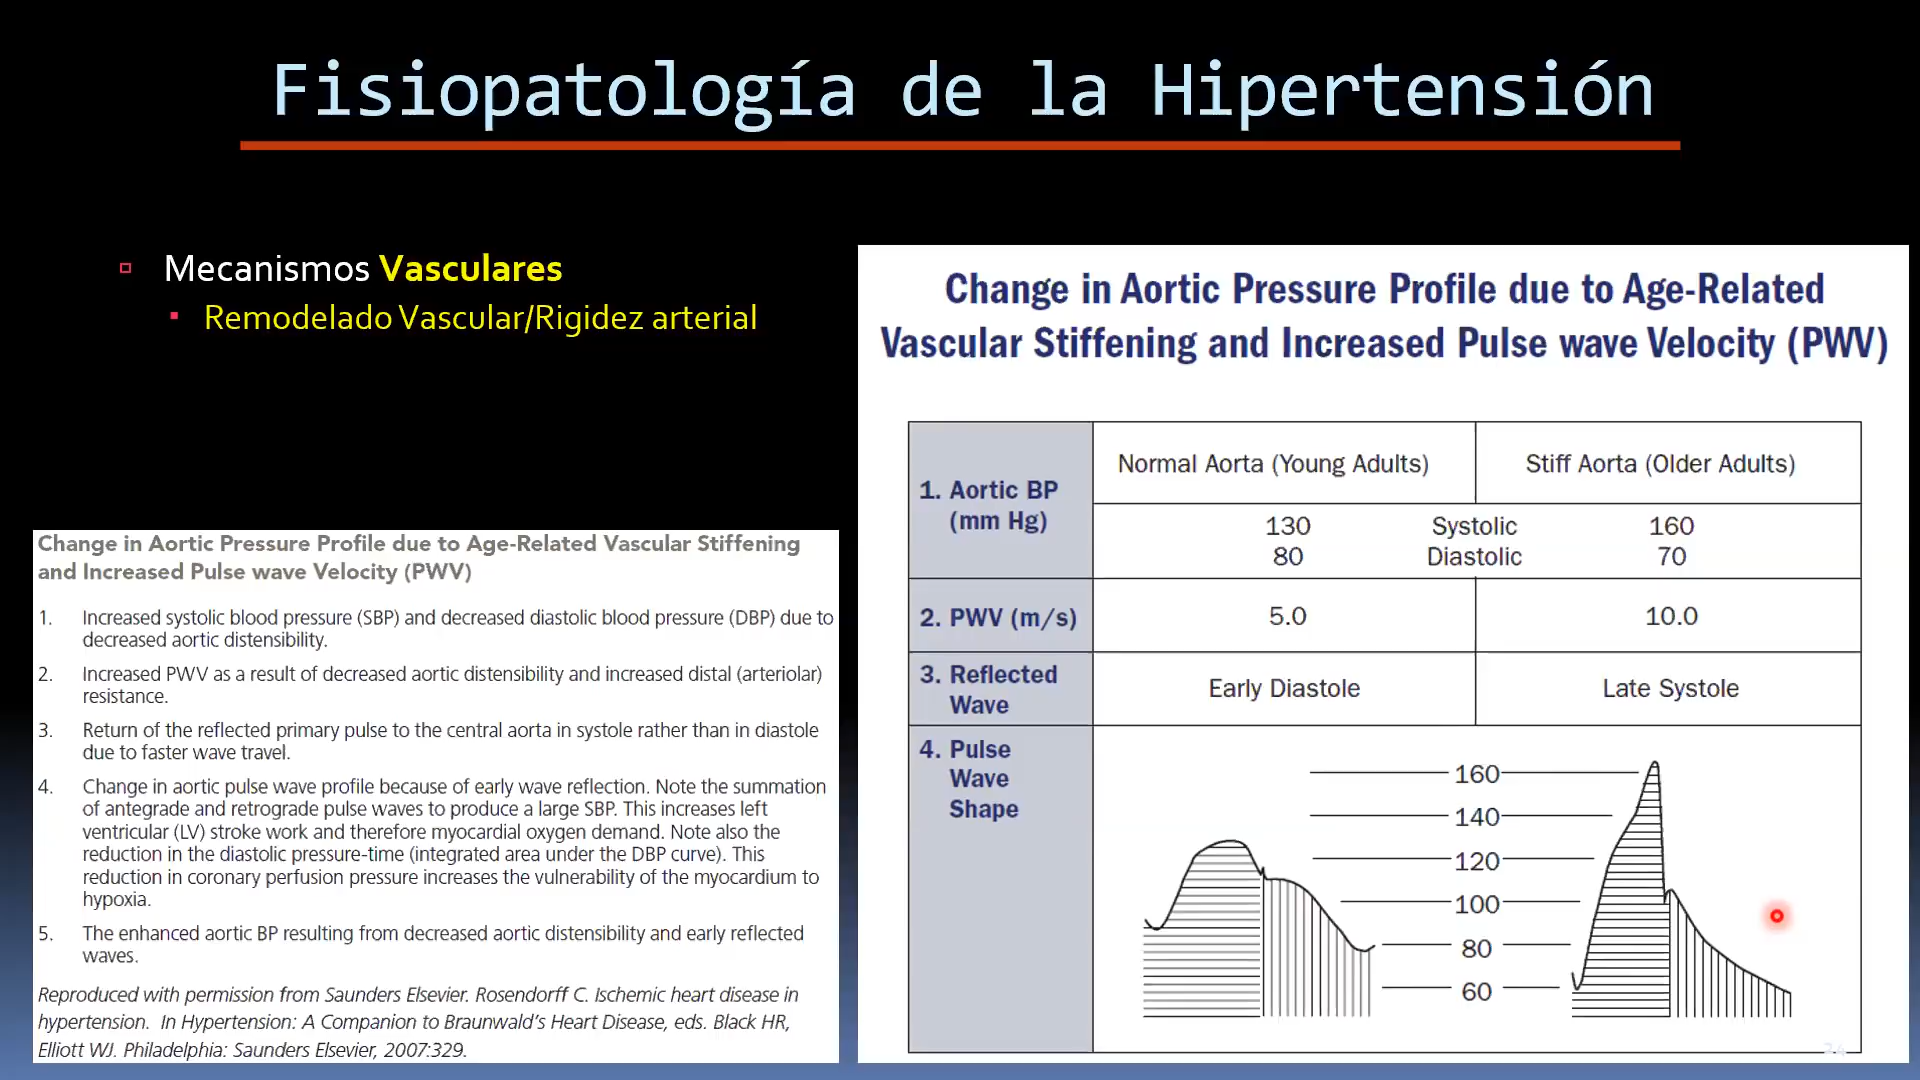 Fisiopatología de la Hipertensión
Mecanismos Vasculares
Remodelado Vascular/Rigidez arterial
Change in Aortic Pressure Profile due to Age-Related Vascular Stiffening
and Increased Pulse wave Velocity (PWV)
1. Increased systolic blood pressure (SBP) and decreased diastolic blood pressure (DBP) due to
decreased aortic distensibility.
2. Increased PWV as a result of decreased aortic distensibility and increased distal (arteriolar)
resistance.
3. Return of the reflected primary pulse to the central aorta in systole rather than in diastole
due to faster wave travel.
4. Change in aortic pulse wave profile because of early wave reflection. Note the summation
of antegrade and retrograde pulse waves to produce a large SBP. This increases left
ventricular (LV) stroke work and therefore myocardial oxygen demand. Note also the
reduction in the diastolic pressure-time (integrated area under the DBP curve). This
reduction in coronary perfusion pressure increases the vulnerability of the myocardium to
hypoxia.
5. The enhanced aortic BP resulting from decreased aortic distensibility and early reflected
waves.
Reproduced with permission from Saunders Elsevier. Rosendorff C. Ischemic heart disease in
hypertension. In Hypertension: A Companion to Braunwald's Heart Disease, eds. Black HR,
Elliott WJ. Philadelphia: Saunders Elsevier, 2007:329.
Change in Aortic Pressure Profile due to Age-Related
Vascular Stiffening and Increased Pulse wave Velocity (PWV)
Normal Aorta (Young Adults) Stiff Aorta (Older Adults)
1. Aortic BP
(mm Hg)
130 Systolic 160
80 Diastolic 70
2. PWV (m/s) 5.0 10.0
3. Reflected
Wave
Early Diastole Late Systole
4. Pulse
Wave
Shape
160
140
120
100
80
60
24